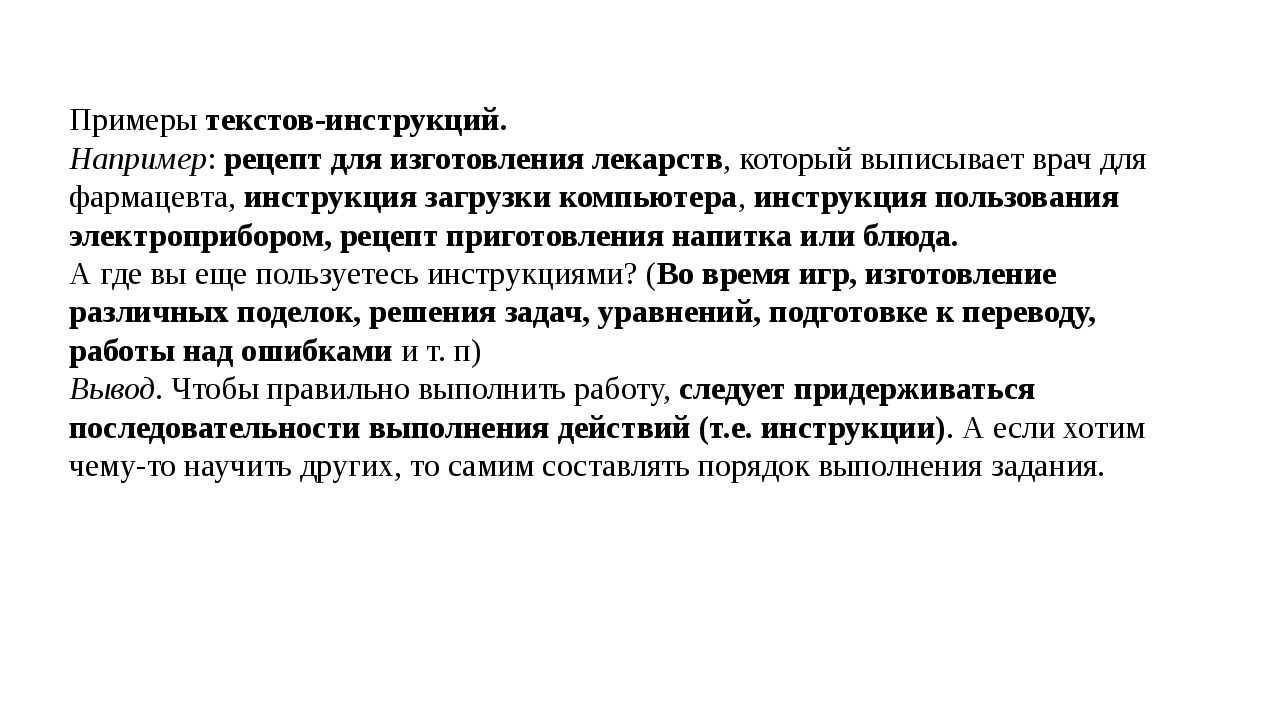 Примеры текстов-инструкций.
Например: рецепт для изготовления лекарств, который выписывает врач для
фармацевта, инструкция загрузки компьютера, инструкция пользования
электроприбором, рецепт приготовления напитка или блюда.
А где вы еще пользуетесь инструкциями? (Во время игр, изготовление
различных поделок, решения задач, уравнений, подготовке к переводу,
работы над ошибками и т. п)
Вывод. Чтобы правильно выполнить работу, следует придерживаться
последовательности выполнения действий (т.е. инструкции). А если хотим
чему-то научить других, то самим составлять порядок выполнения задания.